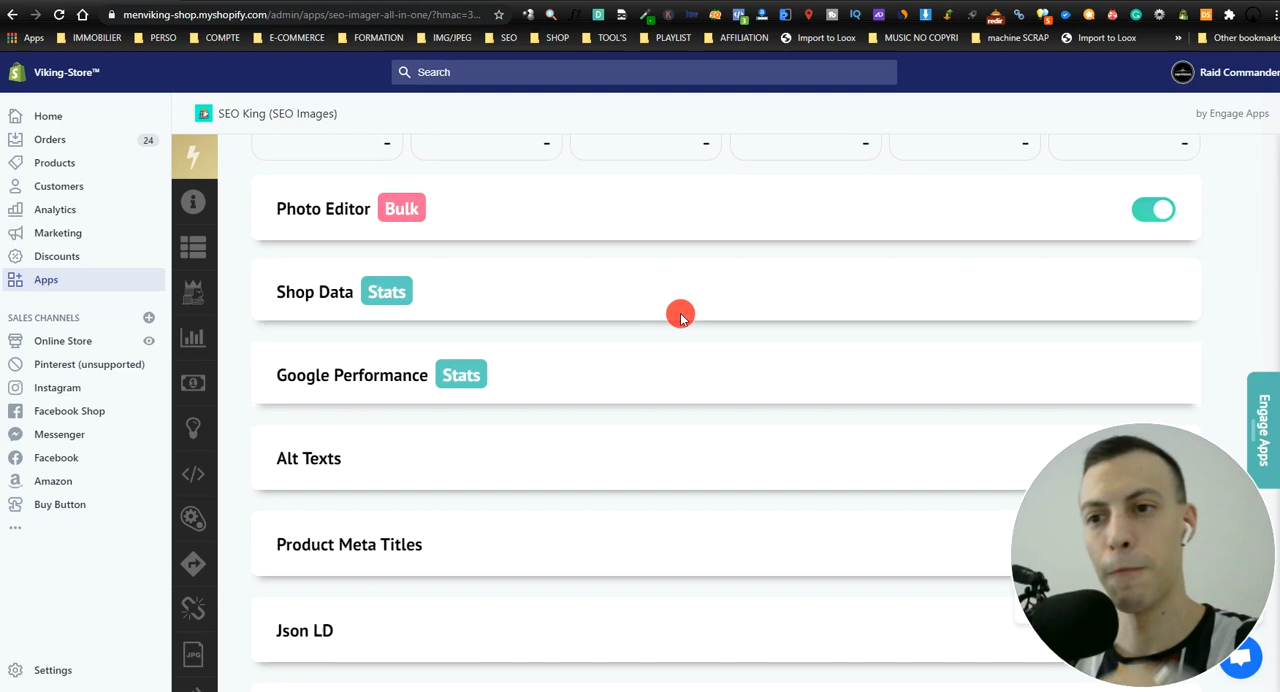 menviking-shop.myshopify.com/admin/apps/seo-imager-all-in-one/?hmac=3...
Apps IMMOBILIER PERSO COMPTE E-COMMERCE FORMATION IMG/JPEG SEO SHOP TOOL'S PLAYLIST AFFILIATION Import to Loox MUSIC NO COPYRI machine SCRAP Import to Loox » Other bookmarks
Viking-Store™
Search
Raid Commander
Home
Orders 24
Products
Customers
Analytics
Marketing
Discounts
Apps
SALES CHANNELS
Online Store
Pinterest (unsupported)
Instagram
Facebook Shop
Messenger
Facebook
Amazon
Buy Button
Settings
SEO King (SEO Images)
by Engage Apps
- - - - - -
Photo Editor Bulk
Shop Data Stats
Google Performance Stats
Alt Texts
Product Meta Titles
Json LD
JPG
Engage Apps